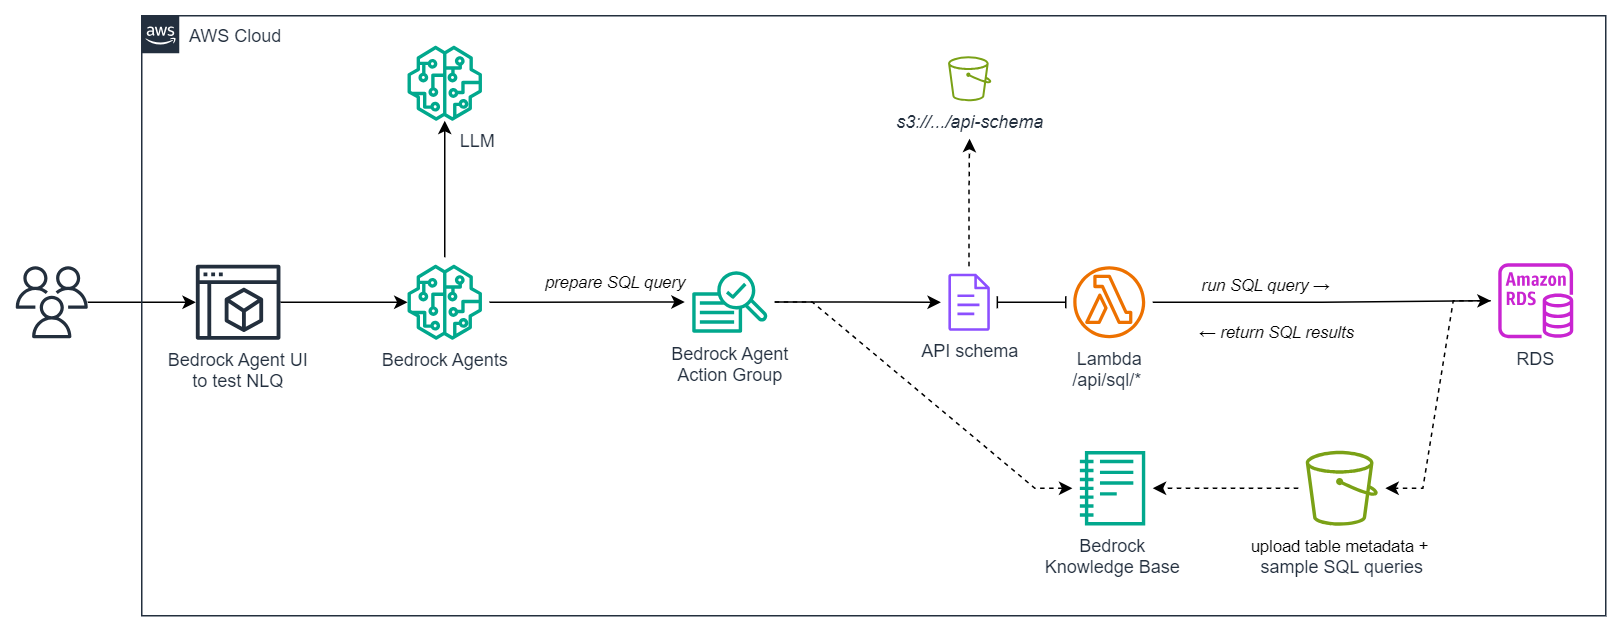 aws
AWS Cloud
LLM
s3://.../api-schema
prepare SQL query
run SQL query →
← return SQL results
Amazon
RDS
Bedrock Agent UI
to test NLQ
Bedrock Agents
Bedrock Agent
Action Group
API schema
Lambda
/api/sql/*
RDS
Bedrock
Knowledge Base
upload table metadata +
sample SQL queries